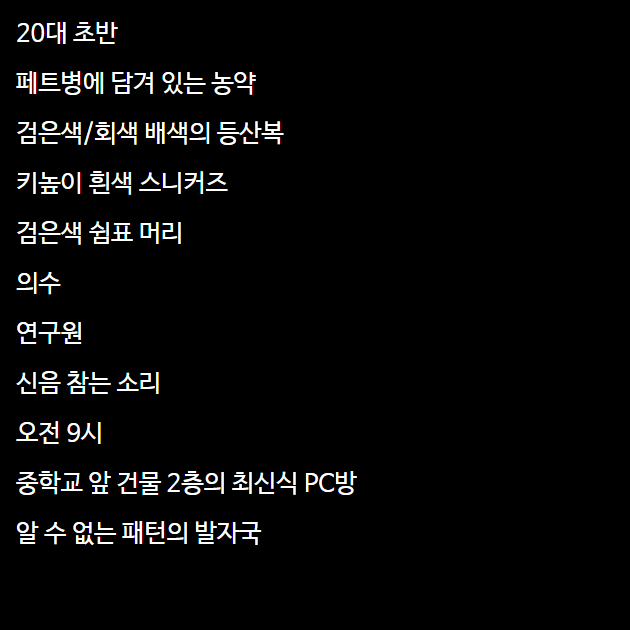 20대 초반
페트병에 담겨 있는 농약
검은색/회색 배색의 등산복
키높이 흰색 스니커즈
검은색 쉼표 머리
의수
연구원
신음 참는 소리
오전 9시
중학교 앞 건물 2층의 최신식 PC방
알 수 없는 패턴의 발자국